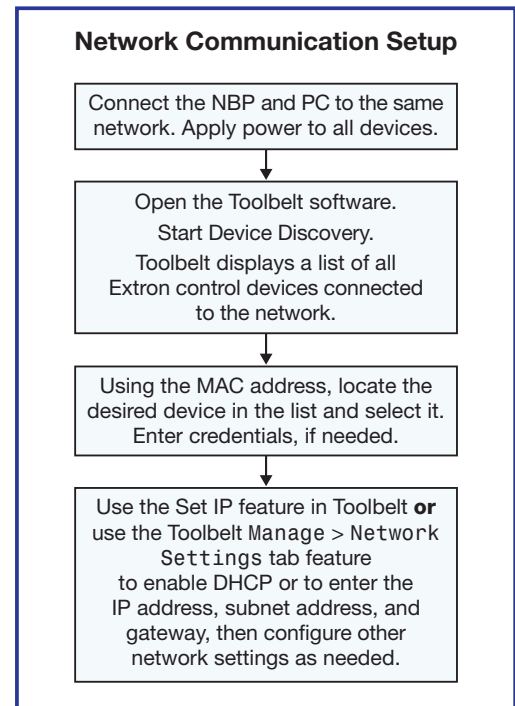 Network Communication Setup
Connect the NBP and PC to the same
network. Apply power to all devices.
Open the Toolbelt software.
Start Device Discovery.
Toolbelt displays a list of all
Extron control devices connected
to the network.
Using the MAC address, locate the
desired device in the list and select it.
Enter credentials, if needed.
Use the Set IP feature in Toolbelt or
use the Toolbelt Manage > Network
Settings tab feature
to enable DHCP or to enter the
IP address, subnet address, and
gateway, then configure other
network settings as needed.